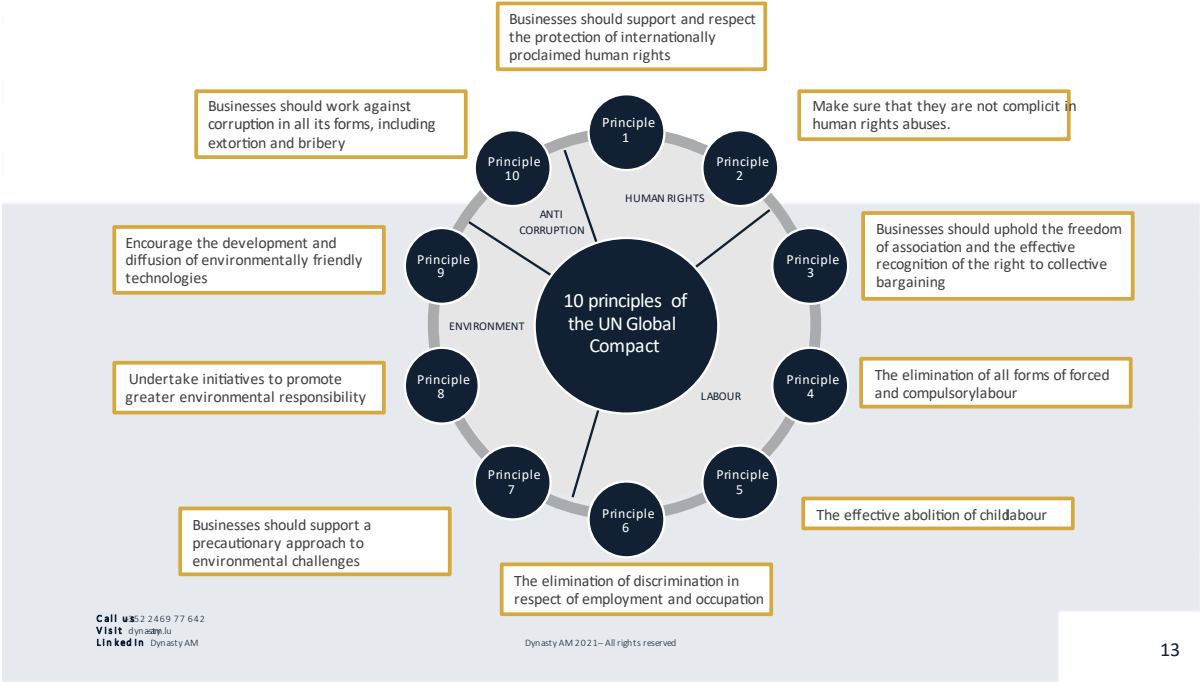 Businesses should support and respect
the protection of internationally
proclaimed human rights
Businesses should work against
corruption in all its forms, including
extortion and bribery
Make sure that they are not complicit in
human rights abuses.
Principle
1
Principle
10
Principle
2
HUMAN RIGHTS
ANTI
CORRUPTION
Encourage the development and
diffusion of environmentally friendly
technologies
Principle
9
Principle
3
Businesses should uphold the freedom
of association and the effective
recognition of the right to collective
bargaining
10 principles of
the UN Global
Compact
ENVIRONMENT
Undertake initiatives to promote
greater environmental responsibility
Principle
8
Principle
4
The elimination of all forms of forced
and compulsorylabour
LABOUR
Principle
7
Principle
5
Principle
6
Businesses should support a
precautionary approach to
environmental challenges
The effective abolition of childlabour
The elimination of discrimination in
respect of employment and occupation
Call us 352 2469 77 642
Visit dynasty-am.lu
LinkedIn Dynasty AM
Dynasty AM 2021– All rights reserved
13